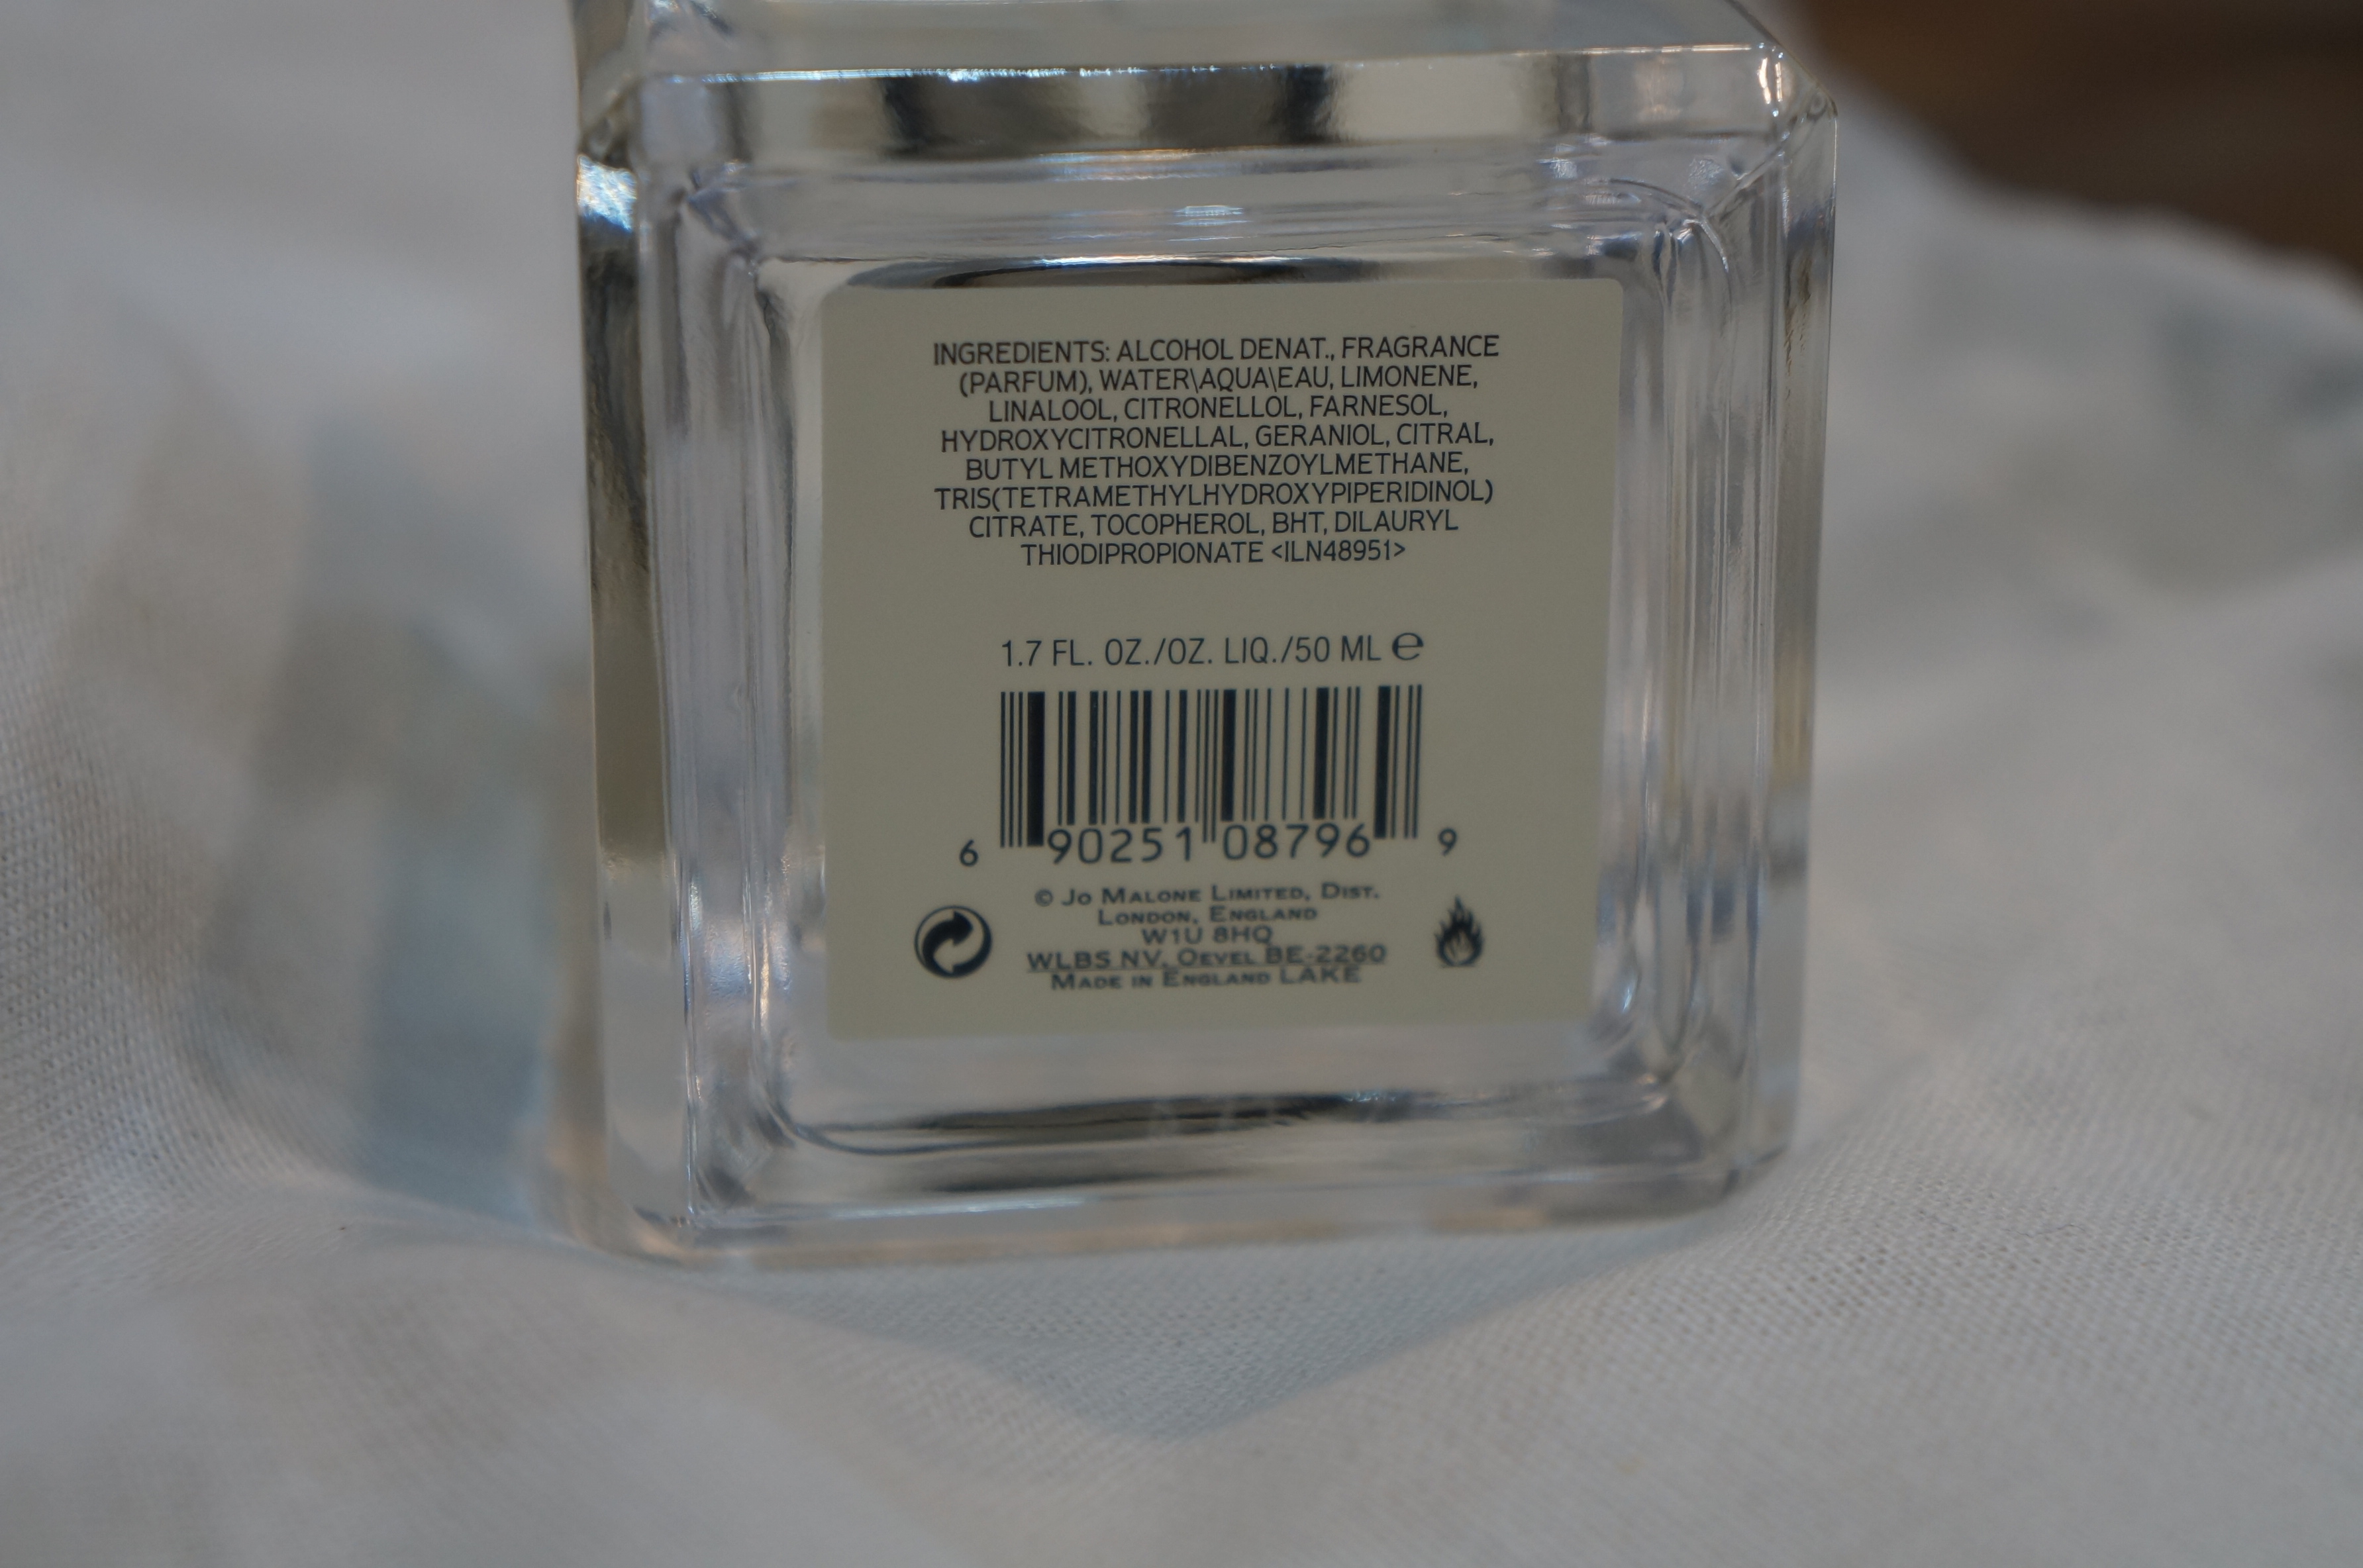 INGREDIENTS: ALCOHOL DENAT., FRAGRANCE
(PARFUM), WATER\AQUA\EAU, LIMONENE,
LINALOOL, CITRONELLOL, FARNESOL,
HYDROXYCITRONELLAL, GERANIOL, CITRAL,
BUTYL METHOXYDIBENZOYLMETHANE,
TRIS(TETRAMETHYLHYDROXYPIPERIDINOL)
CITRATE, TOCOPHEROL, BHT, DILAURYL
THIODIPROPIONATE <ILN48951>
1.7 FL. OZ./OZ. LIQ./50 ML ℮
6 90251 08796 9
© JO MALONE LIMITED, DIST.
LONDON, ENGLAND
W1U 8HQ
WLBS NV, OEVEL BE-2260
MADE IN ENGLAND LAKE